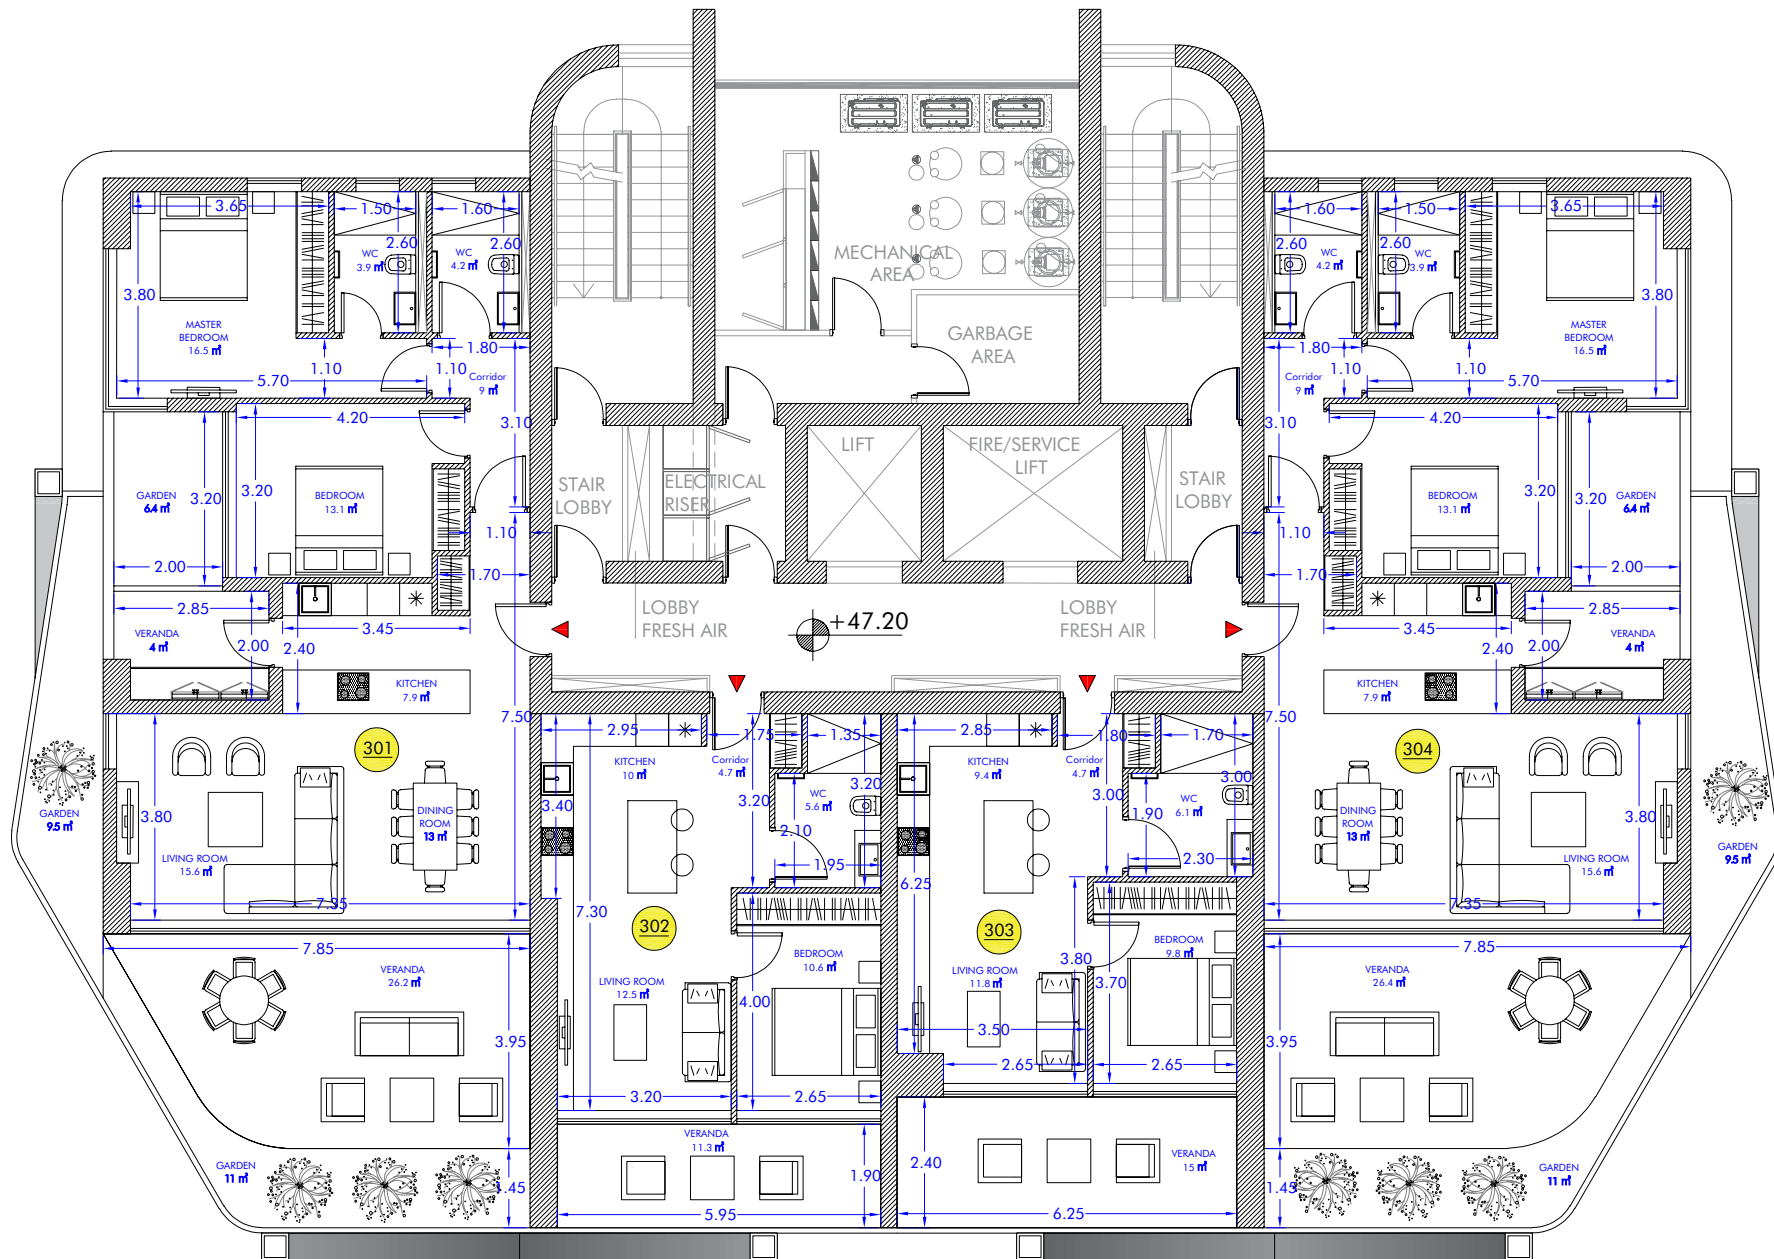 3.65
1.50
1.60
2.60
2.60
WC
3.9 ㎡
WC
4.2 ㎡
3.80
MASTER
BEDROOM
16.5 ㎡
1.10
1.80
1.10
5.70
Corridor
9 ㎡
4.20
3.10
GARDEN
6.4 ㎡
3.20
3.20
BEDROOM
13.1 ㎡
1.10
2.00
1.70
2.85
3.45
VERANDA
4 ㎡
2.00
2.40
KITCHEN
7.9 ㎡
7.50
301
GARDEN
9.5 ㎡
3.80
DINING
ROOM
13 ㎡
LIVING ROOM
15.6 ㎡
7.35
7.85
VERANDA
26.2 ㎡
3.95
GARDEN
11 ㎡
1.45
MECHANICAL
AREA
GARBAGE
AREA
STAIR
LOBBY
ELECTRICAL
RISER
LIFT
FIRE/SERVICE
LIFT
STAIR
LOBBY
LOBBY
FRESH AIR
+47.20
LOBBY
FRESH AIR
2.95
1.75
1.35
KITCHEN
10 ㎡
Corridor
4.7 ㎡
3.20
3.20
3.40
WC
5.6 ㎡
2.10
1.95
7.30
302
BEDROOM
10.6 ㎡
LIVING ROOM
12.5 ㎡
4.00
3.20
2.65
VERANDA
11.3 ㎡
1.90
5.95
2.85
1.80
1.70
KITCHEN
9.4 ㎡
Corridor
4.7 ㎡
3.00
3.00
WC
6.1 ㎡
1.90
2.30
6.25
303
BEDROOM
9.8 ㎡
3.80
3.70
LIVING ROOM
11.8 ㎡
3.50
2.65
2.65
2.40
VERANDA
15 ㎡
6.25
1.60
1.50
3.65
2.60
2.60
WC
4.2 ㎡
WC
3.9 ㎡
3.80
MASTER
BEDROOM
16.5 ㎡
1.80
1.10
1.10
Corridor
9 ㎡
5.70
4.20
3.10
BEDROOM
13.1 ㎡
3.20
3.20
GARDEN
6.4 ㎡
1.10
1.70
2.00
2.85
3.45
VERANDA
4 ㎡
2.40
2.00
KITCHEN
7.9 ㎡
7.50
304
DINING
ROOM
13 ㎡
3.80
LIVING ROOM
15.6 ㎡
GARDEN
9.5 ㎡
7.35
7.85
VERANDA
26.4 ㎡
3.95
GARDEN
11 ㎡
1.45